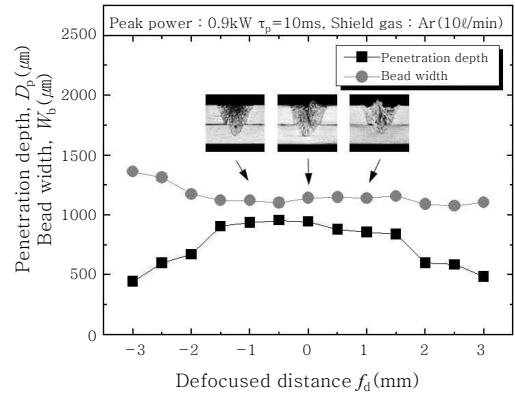 Peak power : 0.9kW τp=10ms, Shield gas : Ar(10ℓ/min)
Penetration depth
Bead width
Penetration depth, Dp(μm)
Bead width, Wb(μm)
2500
2000
1500
1000
500
0
−3 −2 −1 0 1 2 3
Defocused distance fd(mm)